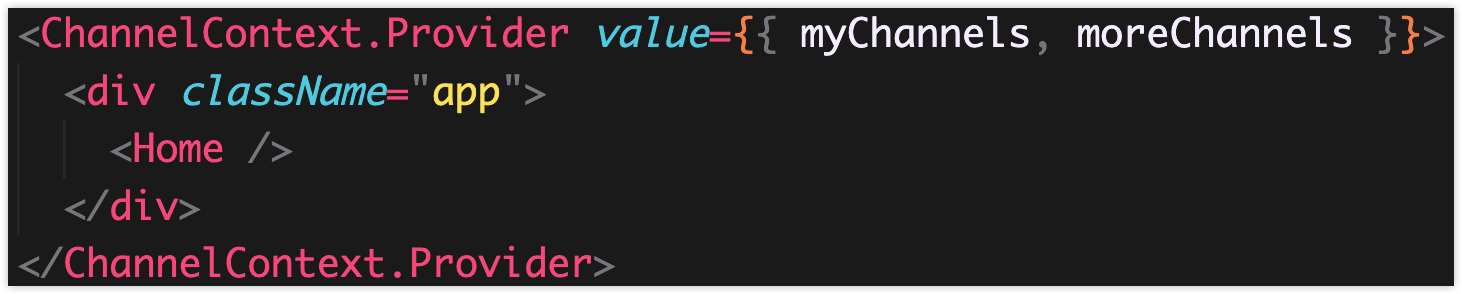 <ChannelContext.Provider value={{ myChannels, moreChannels }}>
<div className="app">
<Home />
</div>
</ChannelContext.Provider>